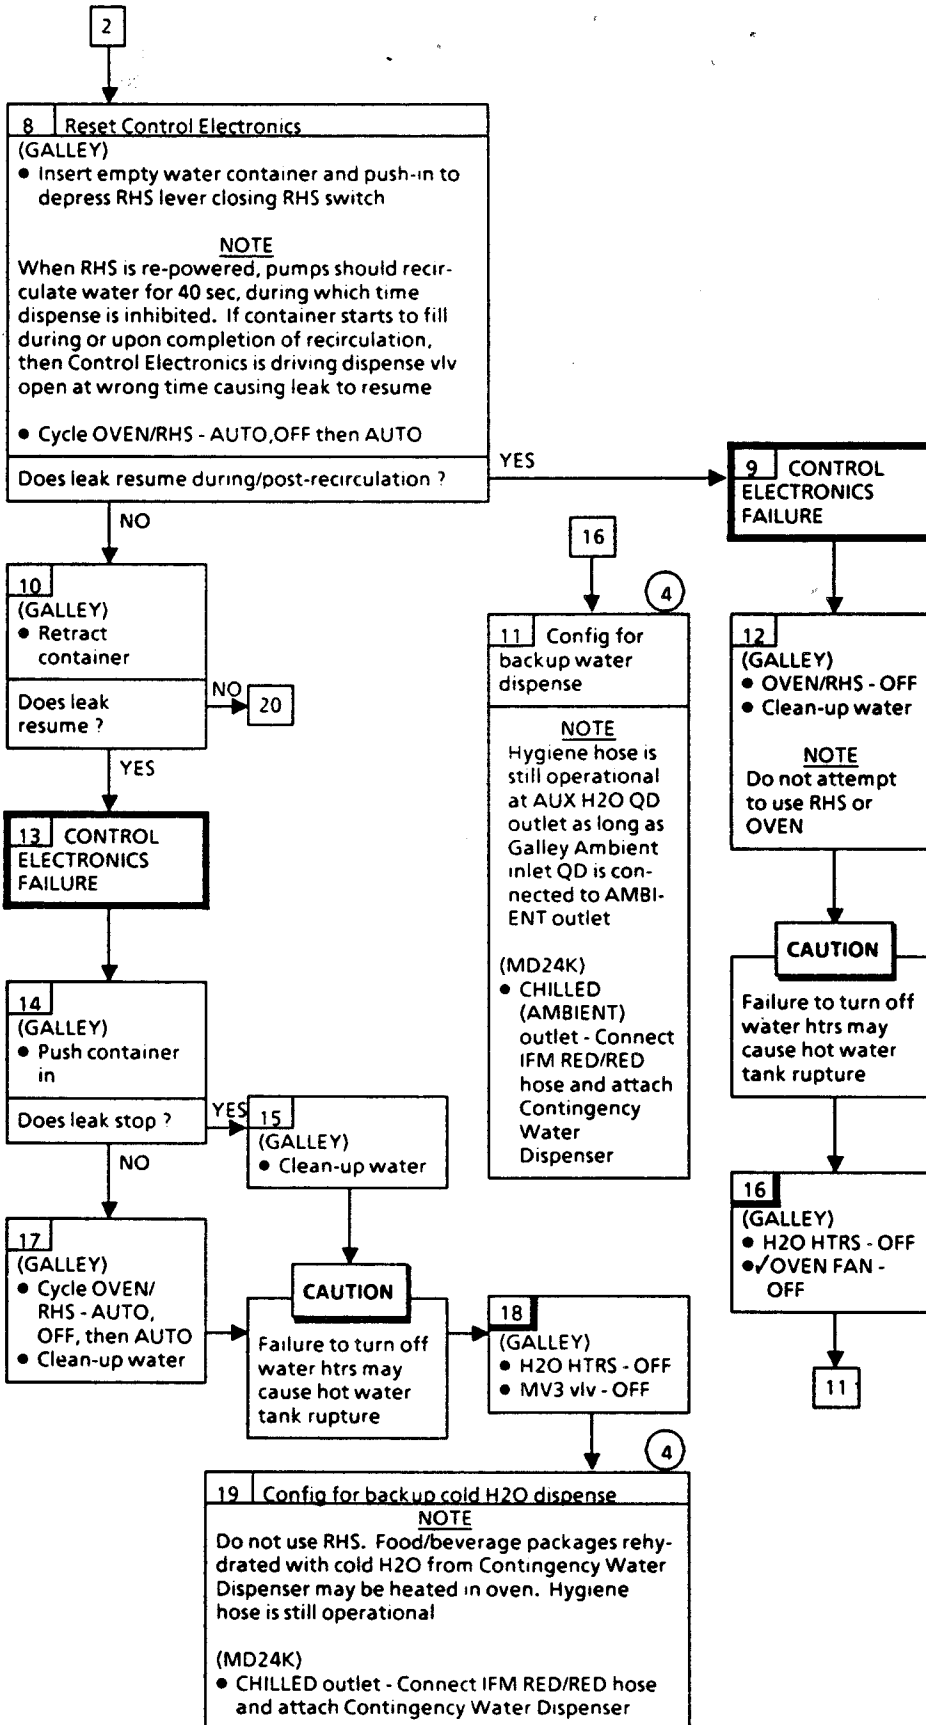 2
8 Reset Control Electronics
(GALLEY)
• Insert empty water container and push-in to
depress RHS lever closing RHS switch
NOTE
When RHS is re-powered, pumps should recir-
culate water for 40 sec, during which time
dispense is inhibited. If container starts to fill
during or upon completion of recirculation,
then Control Electronics is driving dispense vlv
open at wrong time causing leak to resume
• Cycle OVEN/RHS - AUTO,OFF then AUTO
Does leak resume during/post-recirculation ?
YES
NO
9 CONTROL
ELECTRONICS
FAILURE
10
(GALLEY)
• Retract
container
Does leak
resume ?
NO
20
YES
16
4
11 Config for
backup water
dispense
NOTE
Hygiene hose is
still operational
at AUX H2O QD
outlet as long as
Galley Ambient
inlet QD is con-
nected to AMBI-
ENT outlet
(MD24K)
• CHILLED
(AMBIENT)
outlet - Connect
IFM RED/RED
hose and attach
Contingency
Water
Dispenser
12
(GALLEY)
• OVEN/RHS - OFF
• Clean-up water
NOTE
Do not attempt
to use RHS or
OVEN
CAUTION
Failure to turn off
water htrs may
cause hot water
tank rupture
16
(GALLEY)
• H2O HTRS - OFF
•✓OVEN FAN -
OFF
11
13 CONTROL
ELECTRONICS
FAILURE
14
(GALLEY)
• Push container
in
Does leak stop ?
YES
NO
15
(GALLEY)
• Clean-up water
17
(GALLEY)
• Cycle OVEN/
RHS - AUTO,
OFF, then AUTO
• Clean-up water
CAUTION
Failure to turn off
water htrs may
cause hot water
tank rupture
18
(GALLEY)
• H2O HTRS - OFF
• MV3 vlv - OFF
4
19 Config for backup cold H2O dispense
NOTE
Do not use RHS. Food/beverage packages rehy-
drated with cold H2O from Contingency Water
Dispenser may be heated in oven. Hygiene
hose is still operational
(MD24K)
• CHILLED outlet - Connect IFM RED/RED hose
and attach Contingency Water Dispenser